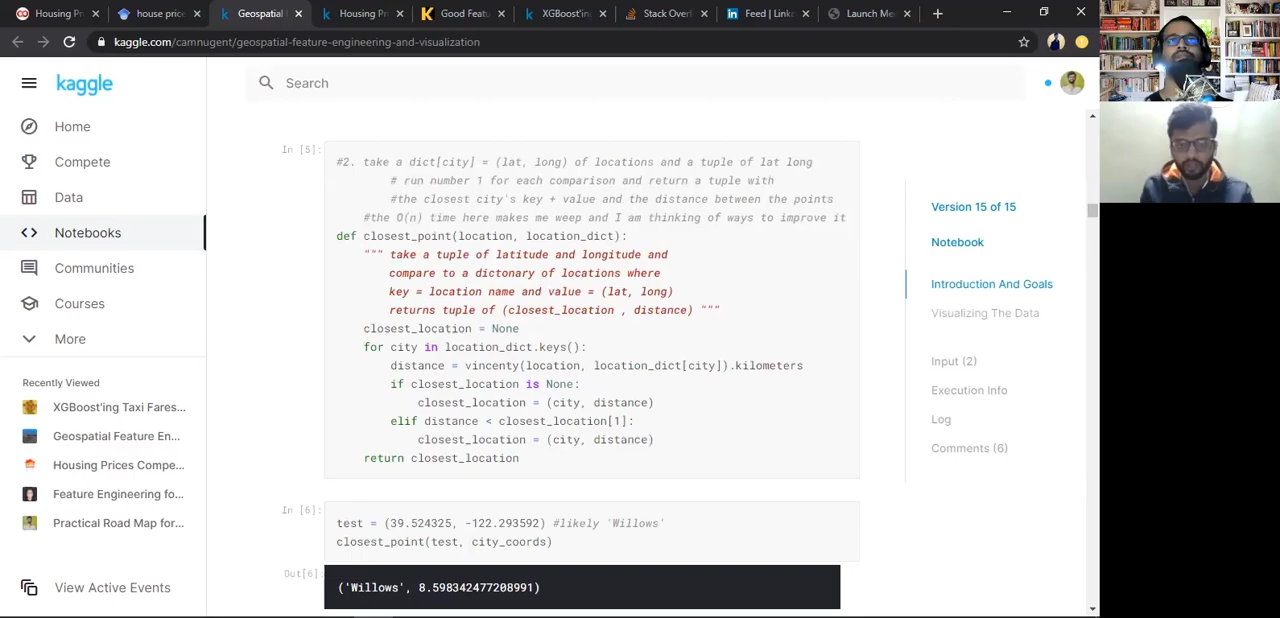 Housing Pr
house price
Geospatial
Housing Pr
Good Featu
XGBoost'ing
Stack Over
Feed | Link
Launch Me
kaggle.com/camnugent/geospatial-feature-engineering-and-visualization
kaggle
Search
Home
Compete
Data
Notebooks
Communities
Courses
More
Recently Viewed
XGBoost'ing Taxi Fares...
Geospatial Feature En...
Housing Prices Compe...
Feature Engineering fo...
Practical Road Map for...
View Active Events
In [5]:
#2. take a dict[city] = (lat, long) of locations and a tuple of lat long
# run number 1 for each comparison and return a tuple with
#the closest city's key + value and the distance between the points
#the O(n) time here makes me weep and I am thinking of ways to improve it
def closest_point(location, location_dict):
""" take a tuple of latitude and longitude and
compare to a dictonary of locations where
key = location name and value = (lat, long)
returns tuple of (closest_location , distance) """
closest_location = None
for city in location_dict.keys():
distance = vincenty(location, location_dict[city]).kilometers
if closest_location is None:
closest_location = (city, distance)
elif distance < closest_location[1]:
closest_location = (city, distance)
return closest_location
In [6]:
test = (39.524325, -122.293592) #likely 'Willows'
closest_point(test, city_coords)
Out[6]
('Willows', 8.598342477208991)
Version 15 of 15
Notebook
Introduction And Goals
Visualizing The Data
Input (2)
Execution Info
Log
Comments (6)